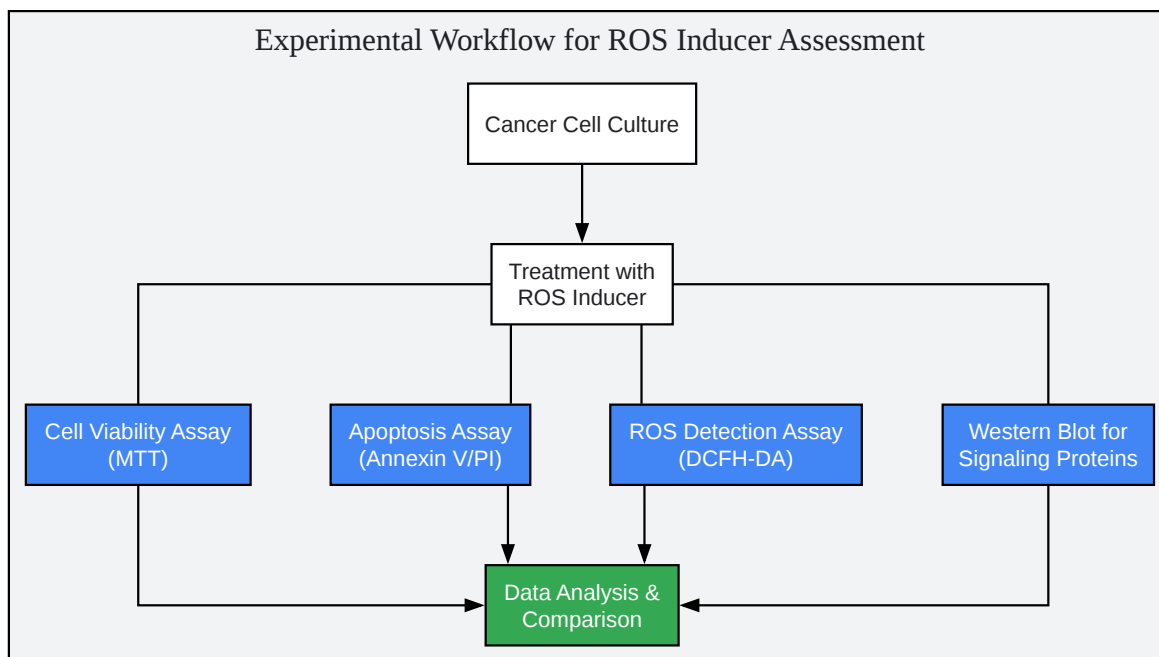 Experimental Workflow for ROS Inducer Assessment
Cancer Cell Culture
Treatment with
ROS Inducer
Cell Viability Assay
(MTT)
Apoptosis Assay
(Annexin V/PI)
ROS Detection Assay
(DCFH-DA)
Western Blot for
Signaling Proteins
Data Analysis &
Comparison